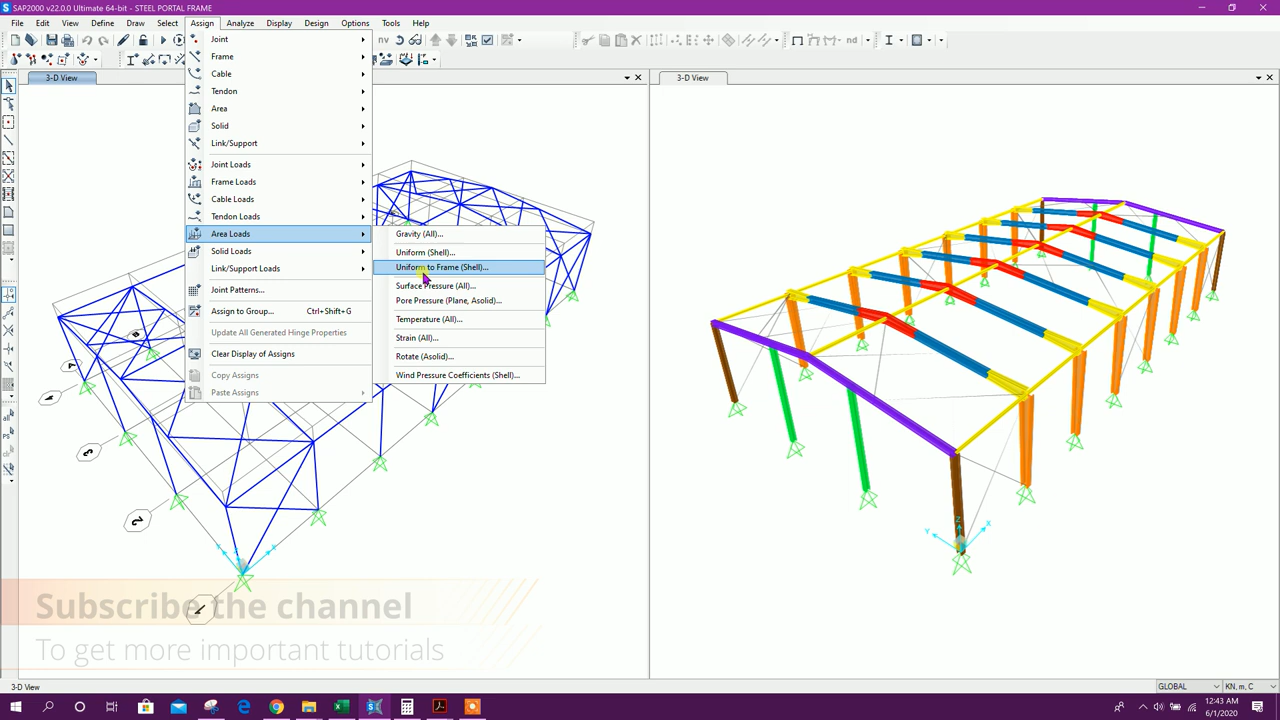 SAP2000 v22.0.0 Ultimate 64-bit - STEEL PORTAL FRAME
File Edit View Define Draw Select Assign Analyze Display Design Options Tools Help
nv
nd
3-D View
3-D View
Joint
Frame
Cable
Tendon
Area
Solid
Link/Support
Joint Loads
Frame Loads
Cable Loads
Tendon Loads
Area Loads
Solid Loads
Link/Support Loads
Joint Patterns...
Assign to Group... Ctrl+Shift+G
Update All Generated Hinge Properties
Clear Display of Assigns
Copy Assigns
Paste Assigns
Gravity (All)...
Uniform (Shell)...
Uniform to Frame (Shell)...
Surface Pressure (All)...
Pore Pressure (Plane, Asolid)...
Temperature (All)...
Strain (All)...
Rotate (Asolid)...
Wind Pressure Coefficients (Shell)...
Y
Z
X
Subscribe the channel
To get more important tutorials
3-D View
GLOBAL
KN, m, C
12:43 AM
6/1/2020